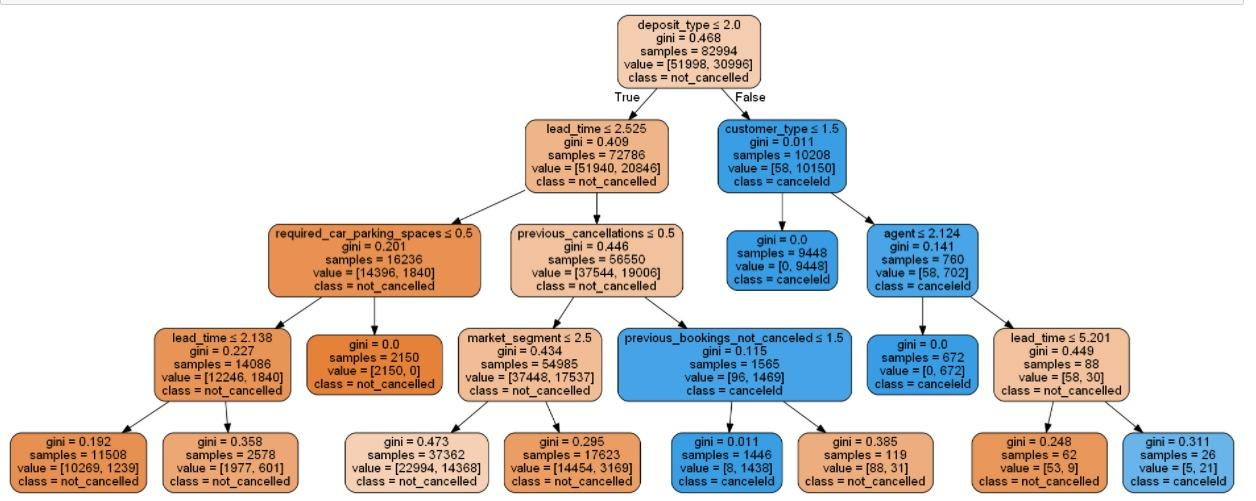 deposit_type ≤ 2.0
gini = 0.468
samples = 82994
value = [51998, 30996]
class = not_cancelled
True
False
lead_time ≤ 2.525
gini = 0.409
samples = 72786
value = [51940, 20846]
class = not_cancelled
customer_type ≤ 1.5
gini = 0.011
samples = 10208
value = [58, 10150]
class = canceleld
required_car_parking_spaces ≤ 0.5
gini = 0.201
samples = 16236
value = [14396, 1840]
class = not_cancelled
previous_cancellations ≤ 0.5
gini = 0.446
samples = 56550
value = [37544, 19006]
class = not_cancelled
gini = 0.0
samples = 9448
value = [0, 9448]
class = canceleld
agent ≤ 2.124
gini = 0.141
samples = 760
value = [58, 702]
class = canceleld
lead_time ≤ 2.138
gini = 0.227
samples = 14086
value = [12246, 1840]
class = not_cancelled
gini = 0.0
samples = 2150
value = [2150, 0]
class = not_cancelled
market_segment ≤ 2.5
gini = 0.434
samples = 54985
value = [37448, 17537]
class = not_cancelled
previous_bookings_not_canceled ≤ 1.5
gini = 0.115
samples = 1565
value = [96, 1469]
class = canceleld
gini = 0.0
samples = 672
value = [0, 672]
class = canceleld
lead_time ≤ 5.201
gini = 0.449
samples = 88
value = [58, 30]
class = not_cancelled
gini = 0.192
samples = 11508
value = [10269, 1239]
class = not_cancelled
gini = 0.358
samples = 2578
value = [1977, 601]
class = not_cancelled
gini = 0.473
samples = 37362
value = [22994, 14368]
class = not_cancelled
gini = 0.295
samples = 17623
value = [14454, 3169]
class = not_cancelled
gini = 0.011
samples = 1446
value = [8, 1438]
class = canceleld
gini = 0.385
samples = 119
value = [88, 31]
class = not_cancelled
gini = 0.248
samples = 62
value = [53, 9]
class = not_cancelled
gini = 0.311
samples = 26
value = [5, 21]
class = canceleld